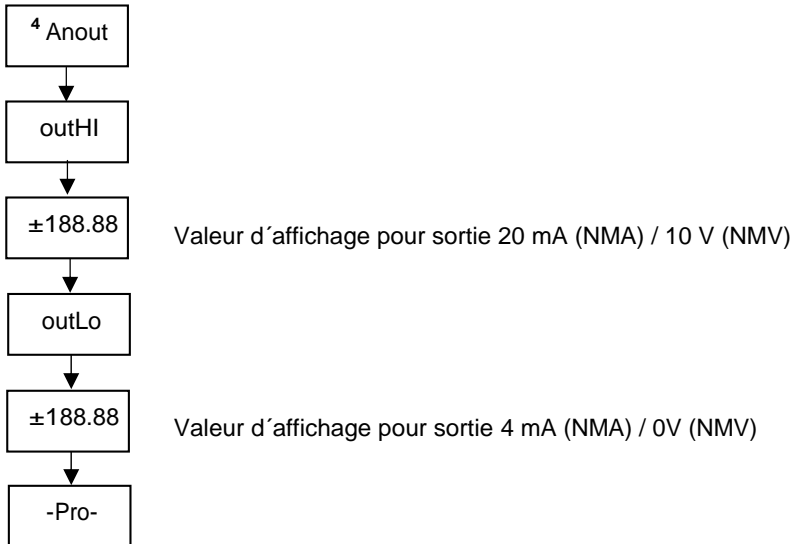 ⁴ Anout
outHI
±188.88 Valeur d´affichage pour sortie 20 mA (NMA) / 10 V (NMV)
outLo
±188.88 Valeur d´affichage pour sortie 4 mA (NMA) / 0V (NMV)
-Pro-